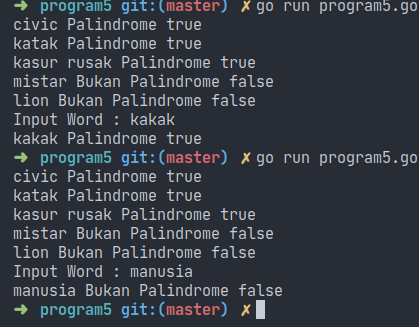 ➜ program5 git:(master) ✗ go run program5.go
civic Palindrome true
katak Palindrome true
kasur rusak Palindrome true
mistar Bukan Palindrome false
lion Bukan Palindrome false
Input Word : kakak
kakak Palindrome true
➜ program5 git:(master) ✗ go run program5.go
civic Palindrome true
katak Palindrome true
kasur rusak Palindrome true
mistar Bukan Palindrome false
lion Bukan Palindrome false
Input Word : manusia
manusia Bukan Palindrome false
➜ program5 git:(master) ✗